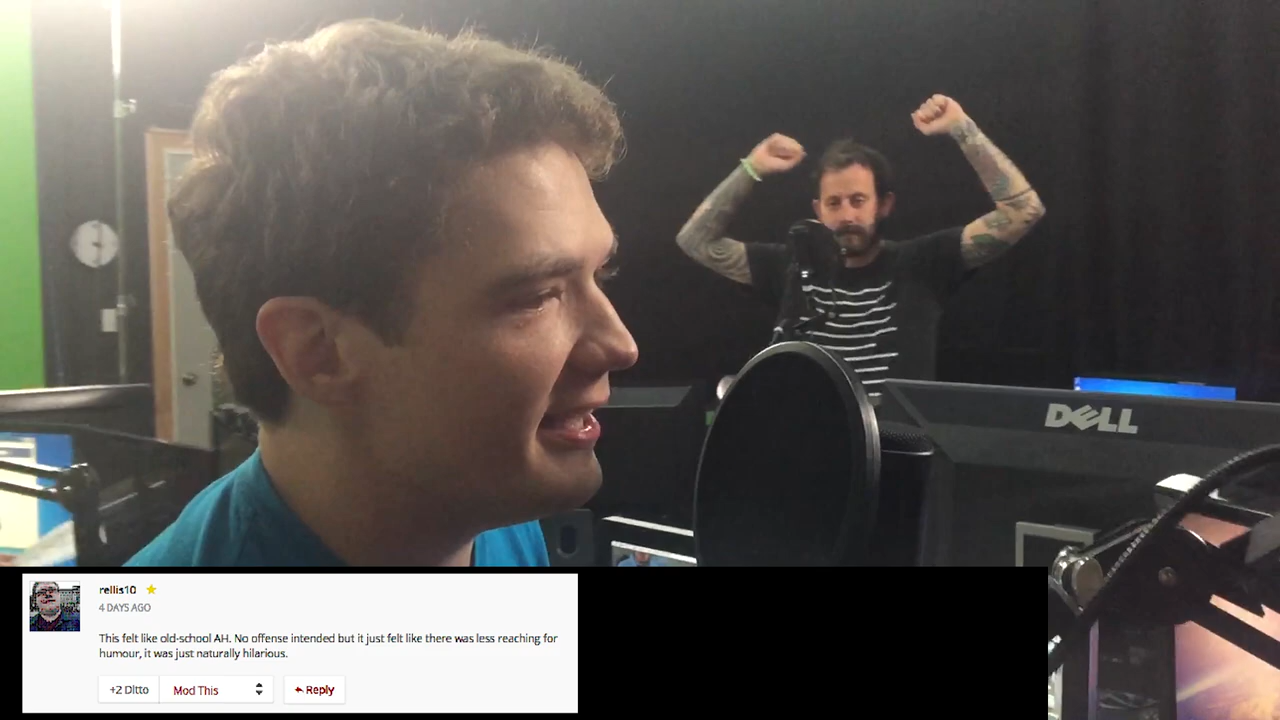 DELL
rellis10
4 DAYS AGO
This felt like old-school AH. No offense intended but it just felt like there was less reaching for
humour, it was just naturally hilarious.
+2 Ditto
Mod This
Reply